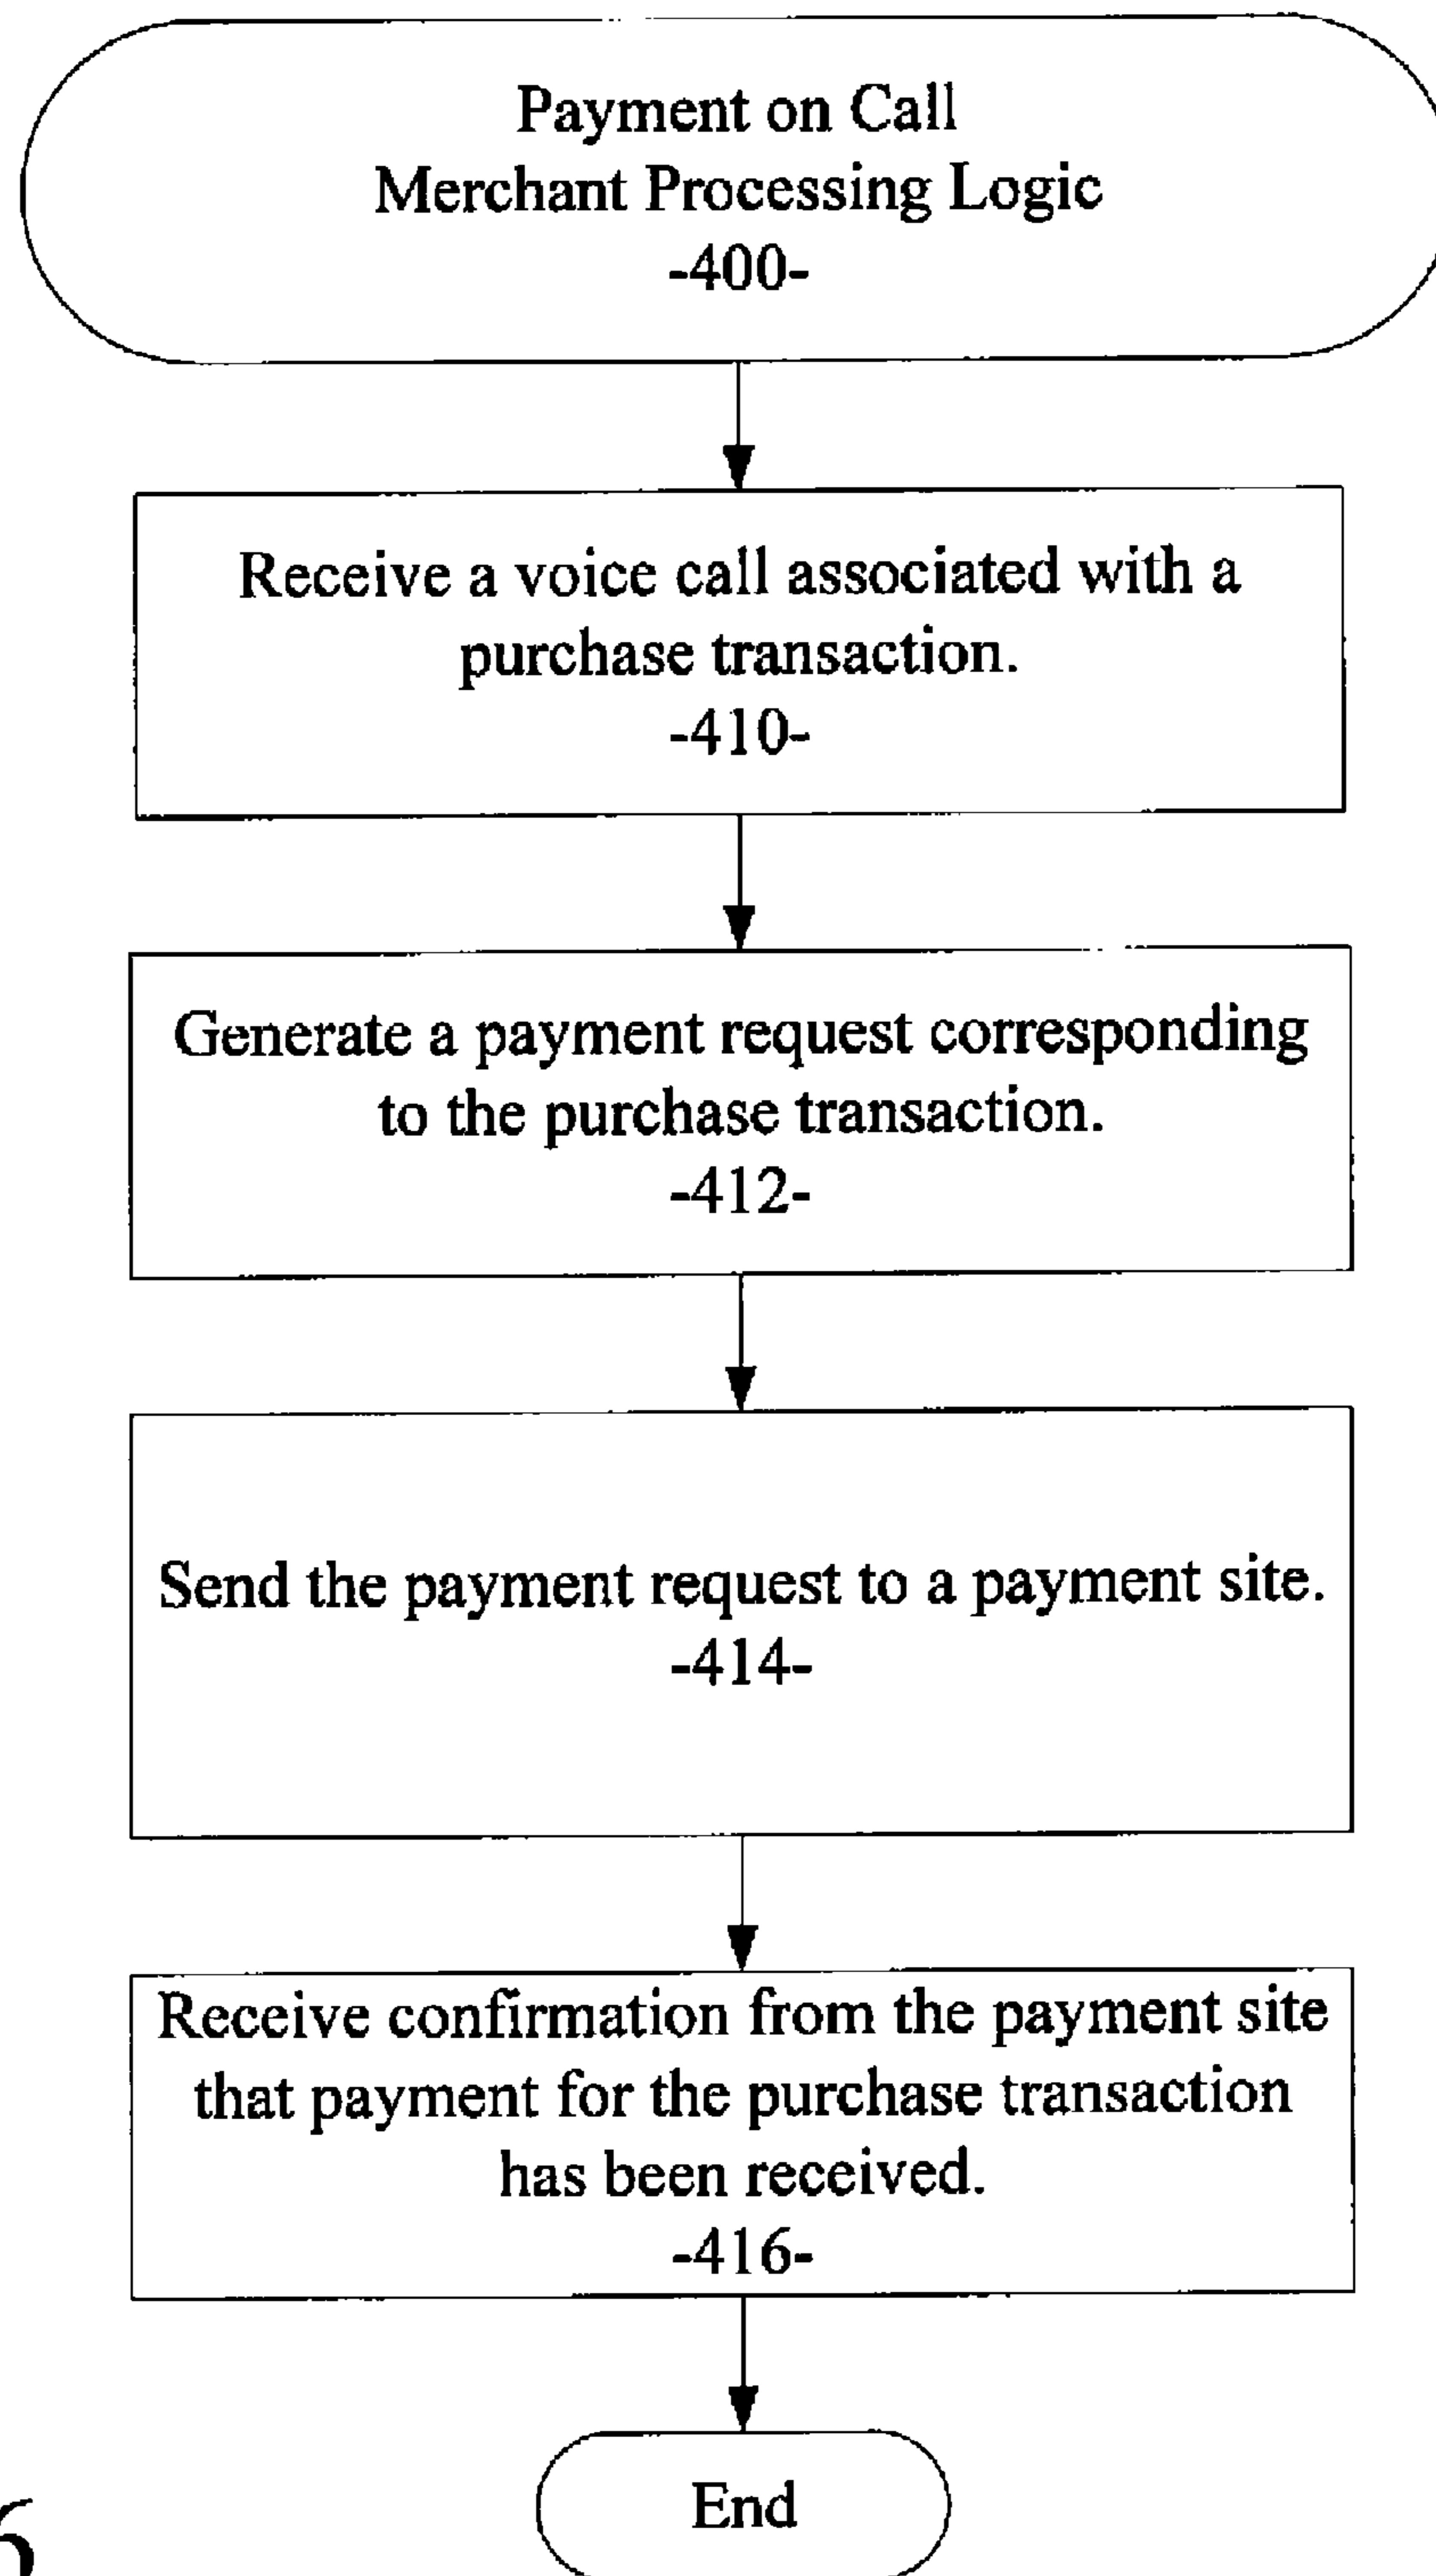 Payment on Call
Merchant Processing Logic
-400-
Receive a voice call associated with a
purchase transaction.
-410-
Generate a payment request corresponding
to the purchase transaction.
-412-
Send the payment request to a payment site.
-414-
Receive confirmation from the payment site
that payment for the purchase transaction
has been received.
-416-
End